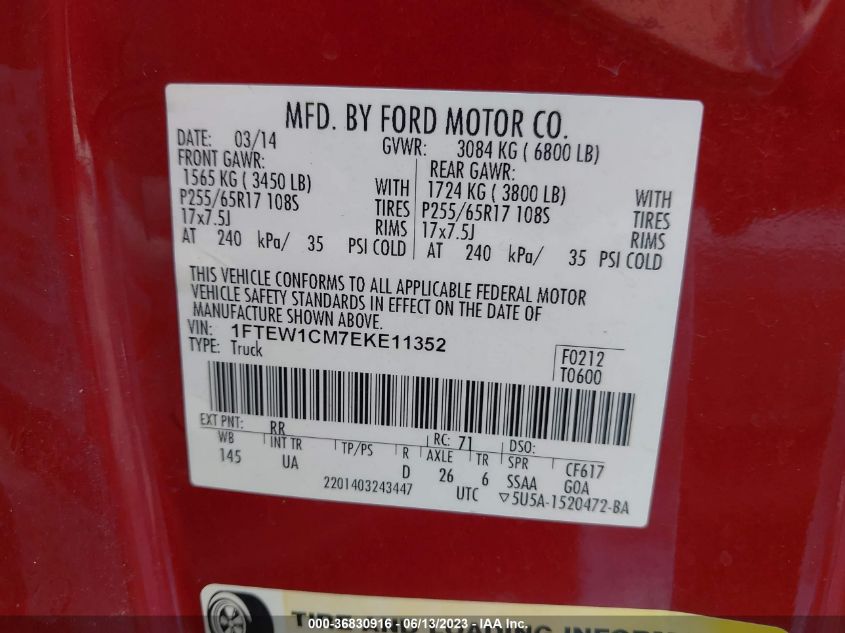 MFD. BY FORD MOTOR CO.
DATE: 03/14 GVWR: 3084 KG ( 6800 LB)
FRONT GAWR: REAR GAWR:
1565 KG ( 3450 LB) WITH 1724 KG ( 3800 LB) WITH
P255/65R17 108S TIRES P255/65R17 108S TIRES
17x7.5J RIMS 17x7.5J RIMS
AT 240 kPa/ 35 PSI COLD AT 240 kPa/ 35 PSI COLD
THIS VEHICLE CONFORMS TO ALL APPLICABLE FEDERAL MOTOR
VEHICLE SAFETY STANDARDS IN EFFECT ON THE DATE OF
MANUFACTURE SHOWN ABOVE.
VIN: 1FTEW1CM7EKE11352
TYPE: Truck
F0212
T0600
EXT PNT: RR RC: 71 DSO:
WB INT TR TP/PS R AXLE TR SPR CF617
145 UA D 26 6 SSAA GOA
2201403243447 UTC ▽5U5A-1520472-BA
TIRE AND LOADING INFORM
000-36830916 - 06/13/2023 - IAA Inc.